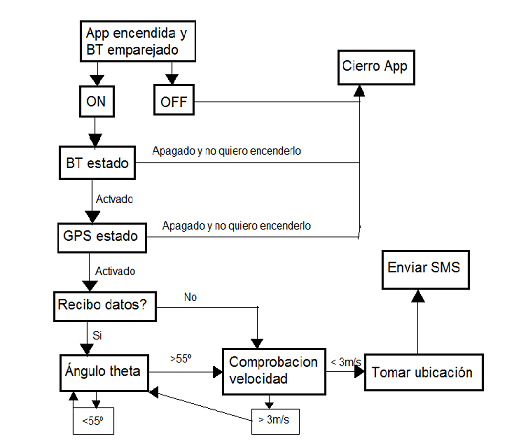 App encendida y
BT emparejado
Cierro App
ON
OFF
BT estado
Apagado y no quiero encenderlo
Actvado
GPS estado
Apagado y no quiero encenderlo
Activado
Enviar SMS
Recibo datos?
No
Si
Ángulo theta
>55º
Comprobacion
velocidad
< 3m/s
Tomar ubicación
<55º
> 3m/s